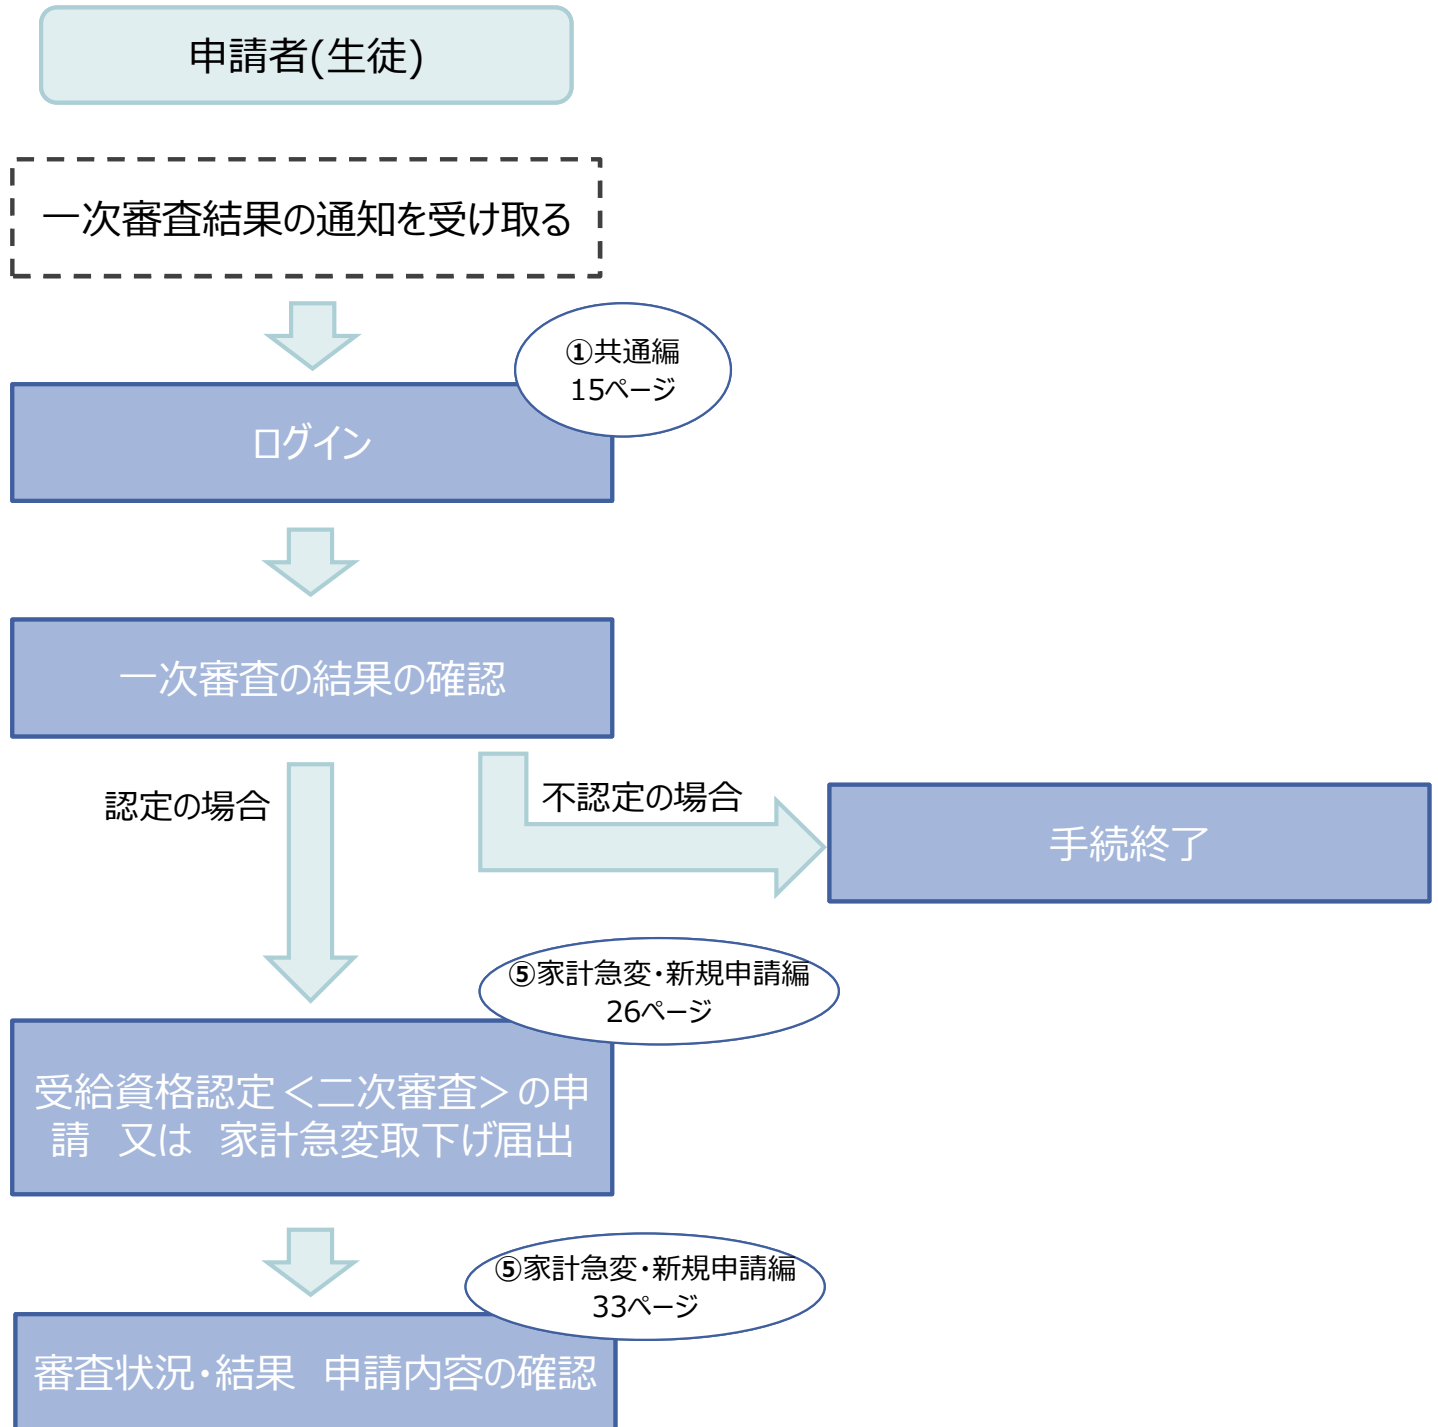 申請者(生徒)
一次審査結果の通知を受け取る
①共通編
15ページ
ログイン
一次審査の結果の確認
認定の場合
不認定の場合
手続終了
⑤家計急変・新規申請編
26ページ
受給資格認定＜二次審査＞の申
請　又は　家計急変取下げ届出
⑤家計急変・新規申請編
33ページ
審査状況・結果　申請内容の確認